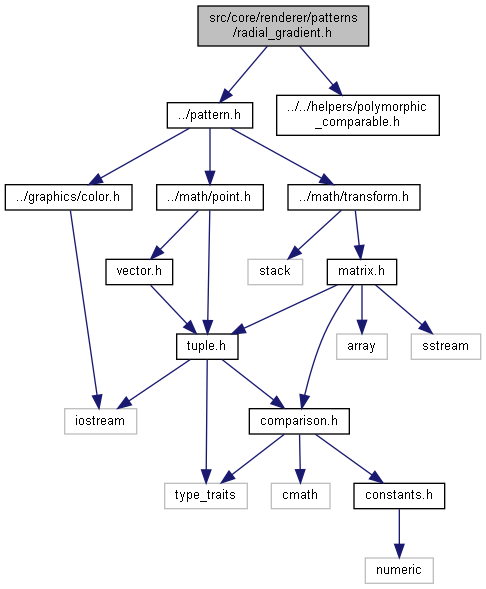 src/core/renderer/patterns
/radial_gradient.h
../pattern.h
../../helpers/polymorphic
_comparable.h
../graphics/color.h
../math/point.h
../math/transform.h
vector.h
stack
matrix.h
tuple.h
array
sstream
iostream
comparison.h
type_traits
cmath
constants.h
numeric